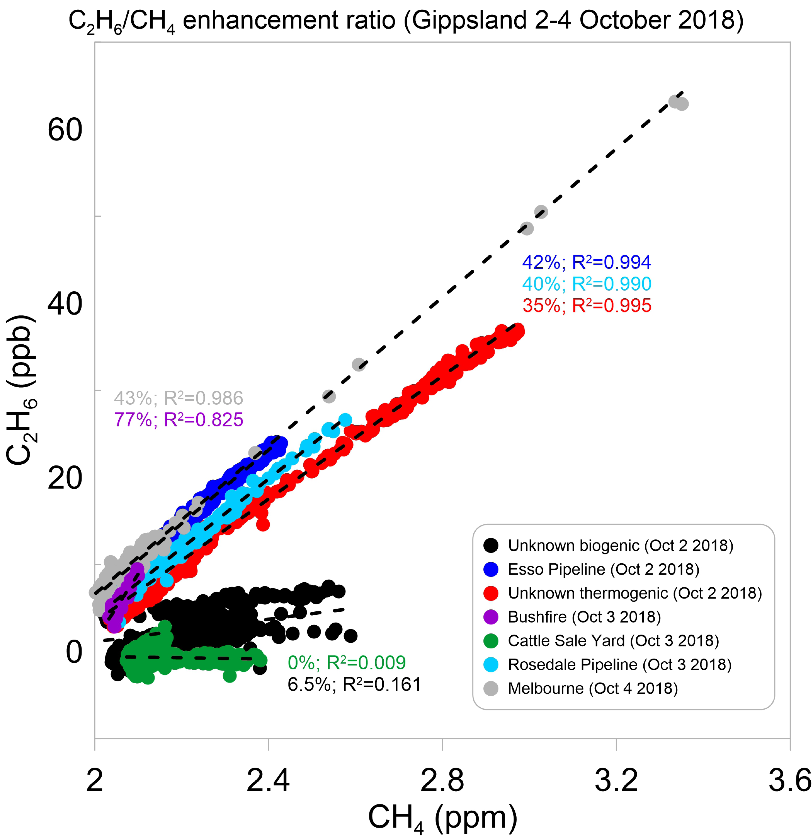 C₂H₆/CH₄ enhancement ratio (Gippsland 2-4 October 2018)
60
40
20
0
C₂H₆ (ppb)
42%; R²=0.994
40%; R²=0.990
35%; R²=0.995
43%; R²=0.986
77%; R²=0.825
Unknown biogenic (Oct 2 2018)
Esso Pipeline (Oct 2 2018)
Unknown thermogenic (Oct 2 2018)
Bushfire (Oct 3 2018)
Cattle Sale Yard (Oct 3 2018)
Rosedale Pipeline (Oct 3 2018)
Melbourne (Oct 4 2018)
0%; R²=0.009
6.5%; R²=0.161
2 2.4 2.8 3.2 3.6
CH₄ (ppm)